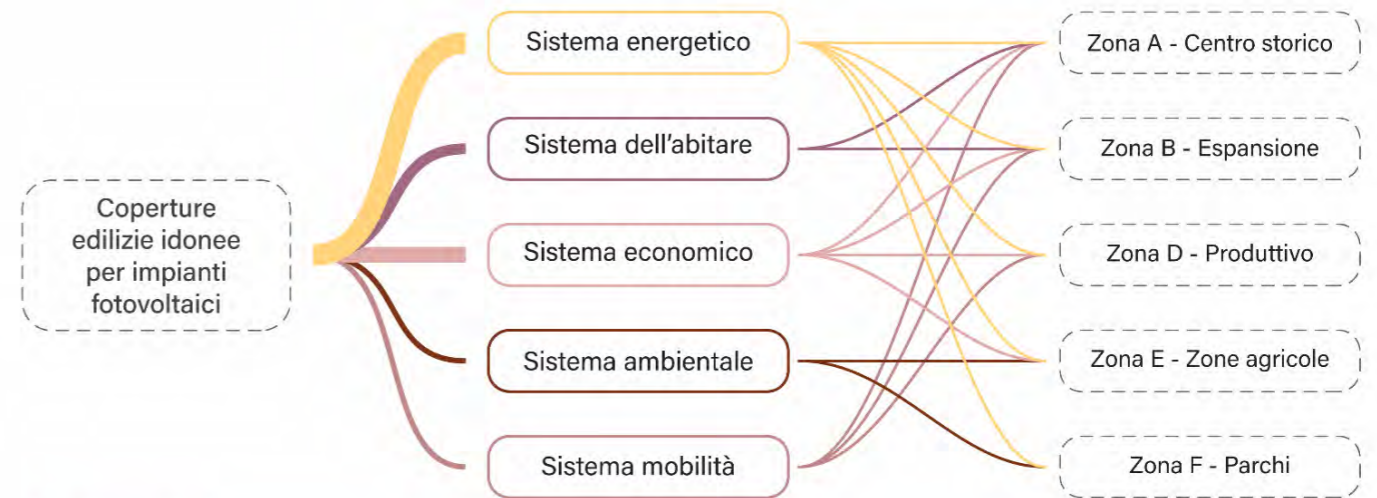 Coperture
edilizie idonee
per impianti
fotovoltaici
Sistema energetico
Sistema dell'abitare
Sistema economico
Sistema ambientale
Sistema mobilità
Zona A - Centro storico
Zona B - Espansione
Zona D - Produttivo
Zona E - Zone agricole
Zona F - Parchi